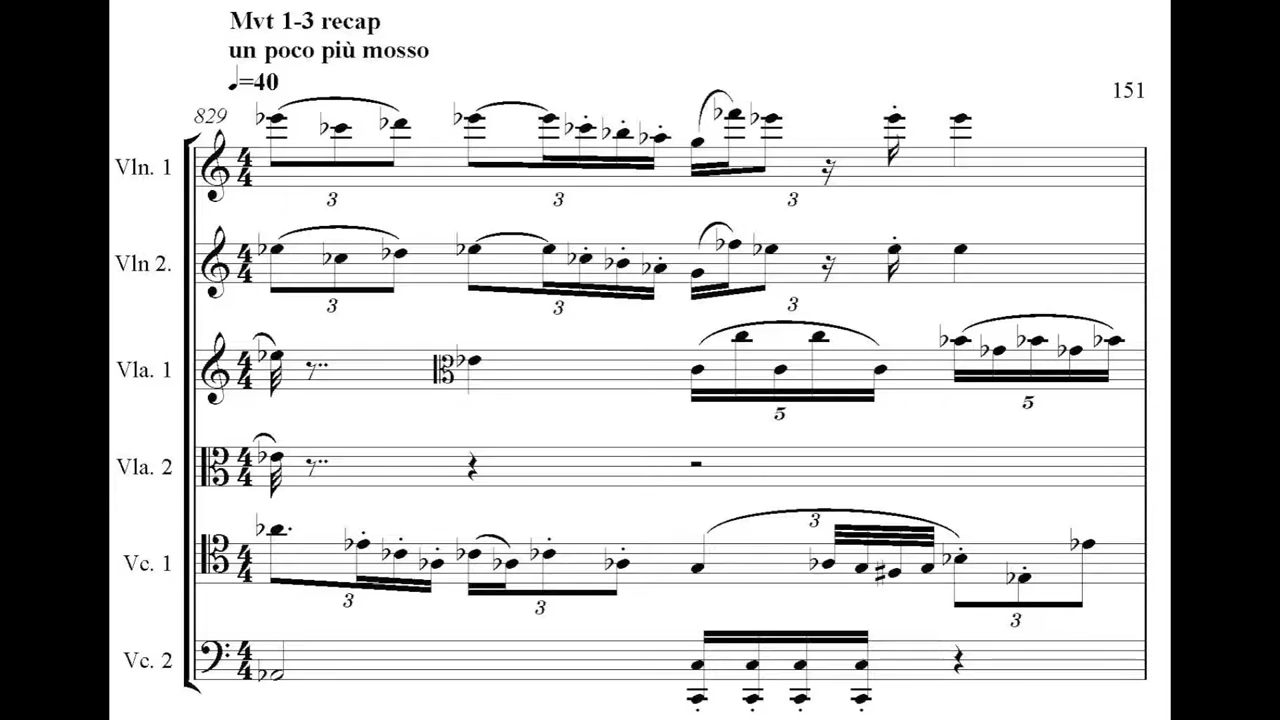 Mvt 1-3 recap
un poco più mosso
♩=40
151
829
Vln. 1
3 3 3
Vln 2.
3 3 3
Vla. 1
5 5
Vla. 2
3
Vc. 1
3 3 3
Vc. 2